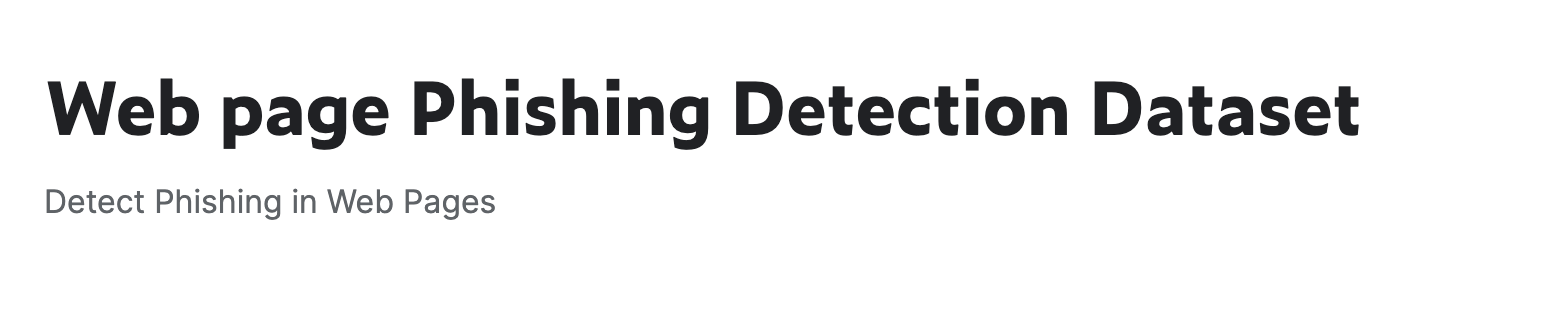 Web page Phishing Detection Dataset
Detect Phishing in Web Pages